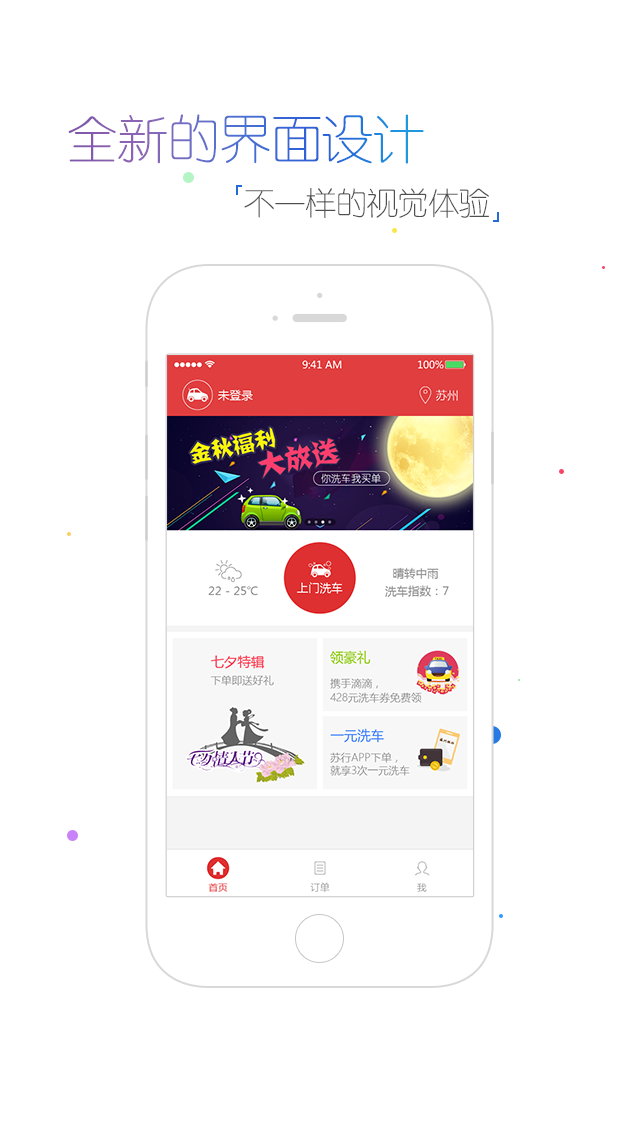 全新的界面设计
「不一样的视觉体验」
9:41 AM
100%
未登录
苏州
金秋福利
大放送
你洗车我买单
22 - 25℃
上门洗车
晴转中雨
洗车指数：7
七夕特辑
下单即送好礼
七夕情人节
领豪礼
携手滴滴，
428元洗车券免费领
一元洗车
苏行APP下单，
就享3次一元洗车
首页
订单
我